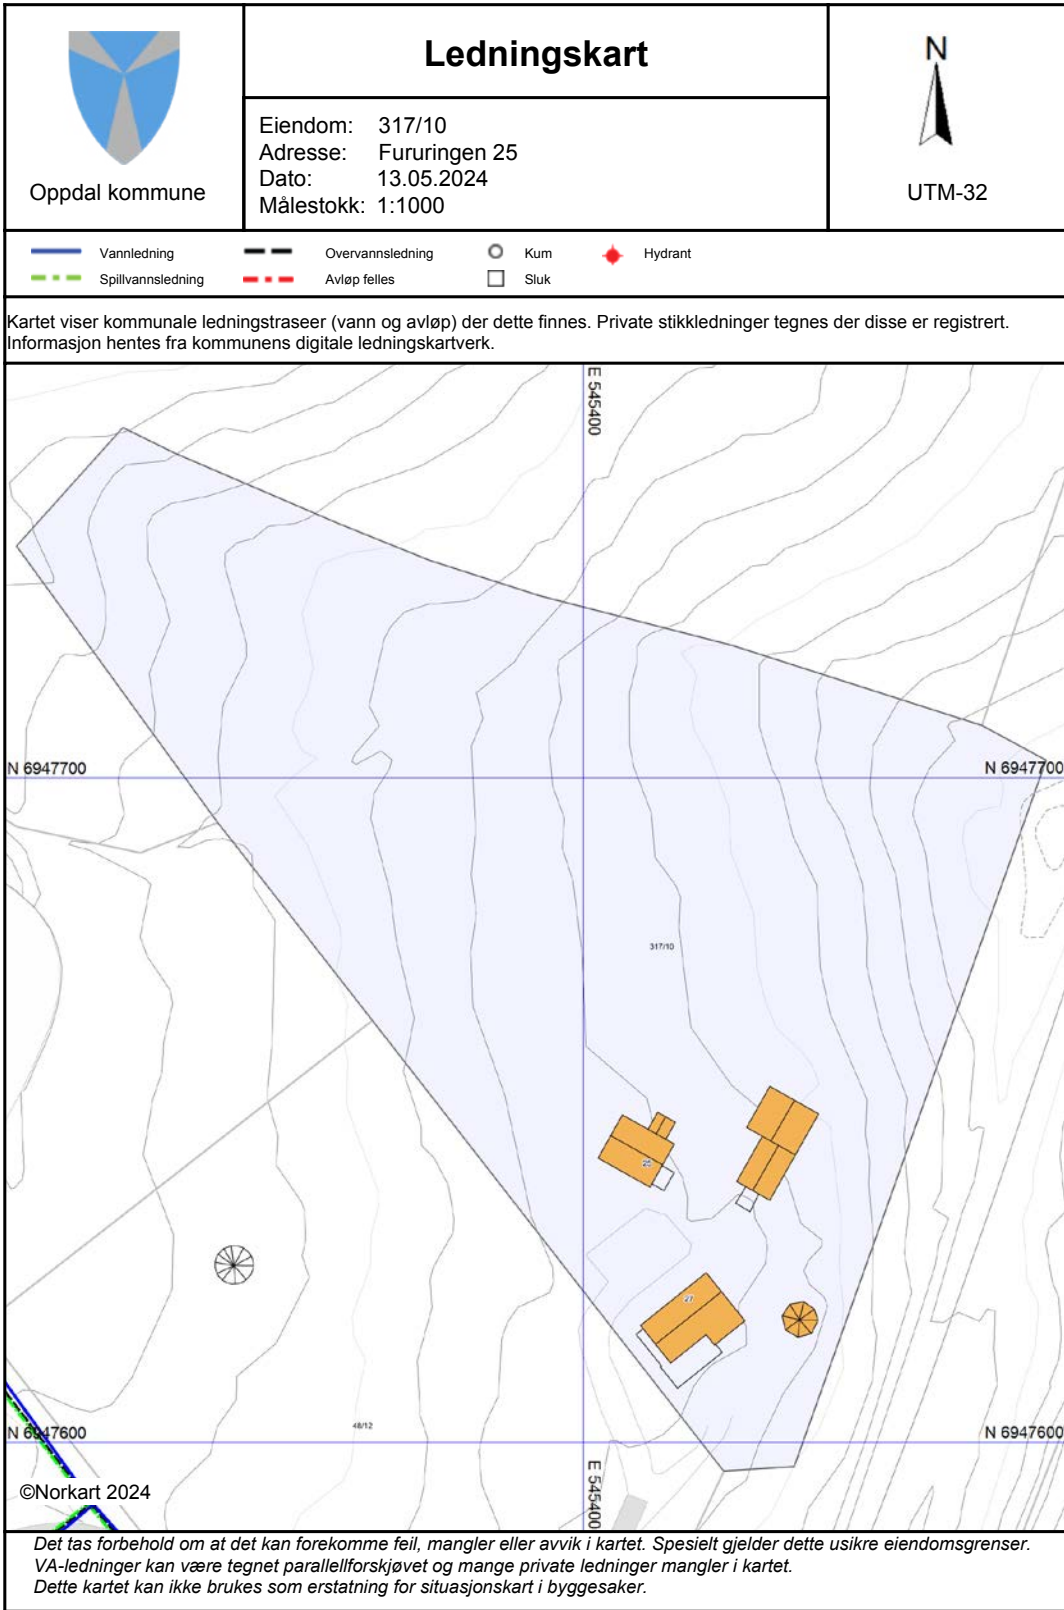 Ledningskart
Oppdal kommune
Eiendom: 317/10
Adresse: Fururingen 25
Dato: 13.05.2024
Målestokk: 1:1000
N
UTM-32
Vannledning
Overvannsledning
Kum
Hydrant
Spillvannsledning
Avløp felles
Sluk
Kartet viser kommunale ledningstraseer (vann og avløp) der dette finnes. Private stikkledninger tegnes der disse er registrert.
Informasjon hentes fra kommunens digitale ledningskartverk.
E 545400
N 6947700
N 6947700
317/10
25
27
48/12
N 6947600
N 6947600
E 545400
©Norkart 2024
Det tas forbehold om at det kan forekomme feil, mangler eller avvik i kartet. Spesielt gjelder dette usikre eiendomsgrenser.
VA-ledninger kan være tegnet parallellforskjøvet og mange private ledninger mangler i kartet.
Dette kartet kan ikke brukes som erstatning for situasjonskart i byggesaker.